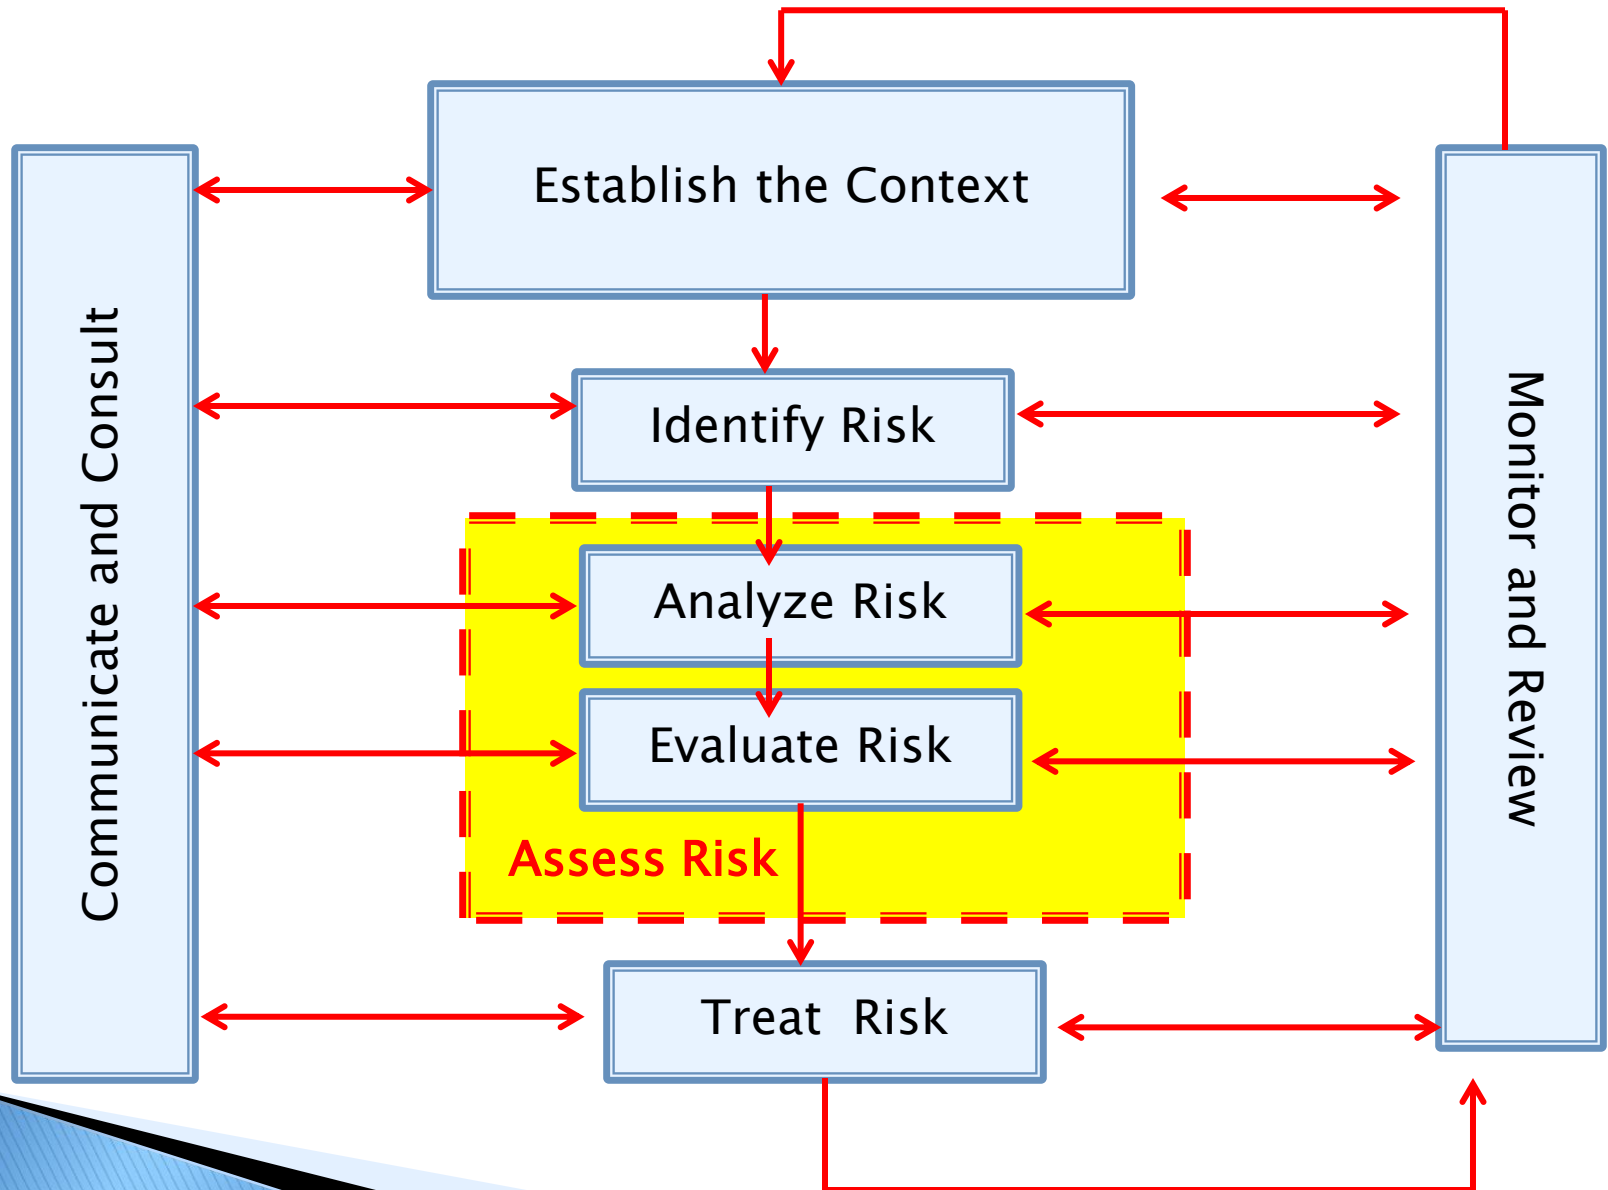 Establish the Context
Communicate and Consult
Identify Risk
Monitor and Review
Analyze Risk
Evaluate Risk
Assess Risk
Treat Risk